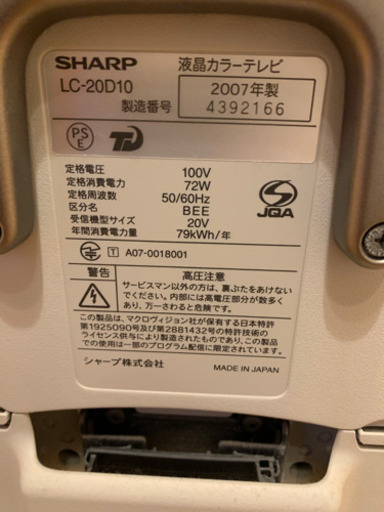 SHARP 液晶カラーテレビ
LC-20D10 2007年製
製造番号 4392166
PS
E
定格電圧 100V
定格消費電力 72W
定格周波数 50/60Hz
区分名 BEE
受信機型サイズ 20V
年間消費電力量 79kWh/年
JQA
T A07-0018001
警告 高圧注意
サービスマン以外の方は、裏ぶたをあけない
でください。内部には高電圧部分が数多く
あり、万一さわると危険です。
この製品は、マクロヴィジョン社が保有する日本特許
第1925090号及び第2881432号の特許技術の
ライセンス供与により製造されたものであり、この製品
での使用は一部のプログラム配信に限定されています。
シャープ株式会社 MADE IN JAPAN